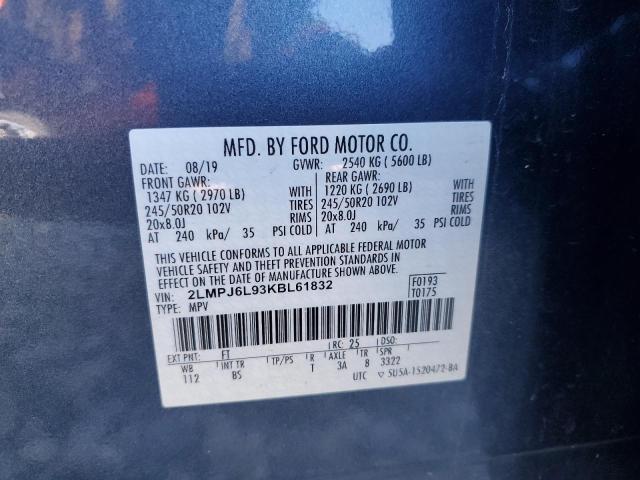 MFD. BY FORD MOTOR CO.
DATE: 08/19 GVWR: 2540 KG ( 5600 LB)
FRONT GAWR: REAR GAWR:
1347 KG ( 2970 LB) WITH 1220 KG ( 2690 LB) WITH
245/50R20 102V TIRES 245/50R20 102V TIRES
20x8.0J RIMS 20x8.0J RIMS
AT 240 kPa/ 35 PSI COLD AT 240 kPa/ 35 PSI COLD
THIS VEHICLE CONFORMS TO ALL APPLICABLE FEDERAL MOTOR
VEHICLE SAFETY AND THEFT PREVENTION STANDARDS IN
EFFECT ON THE DATE OF MANUFACTURE SHOWN ABOVE.
VIN: 2LMPJ6L93KBL61832 F0193
TYPE: MPV T0175
EXT PNT: FT RC: 25 DSO:
WB INT TR TP/PS R AXLE TR SPR
112 BS T 3A 8 3322
UTC ▽ 5U5A-1520472-BA